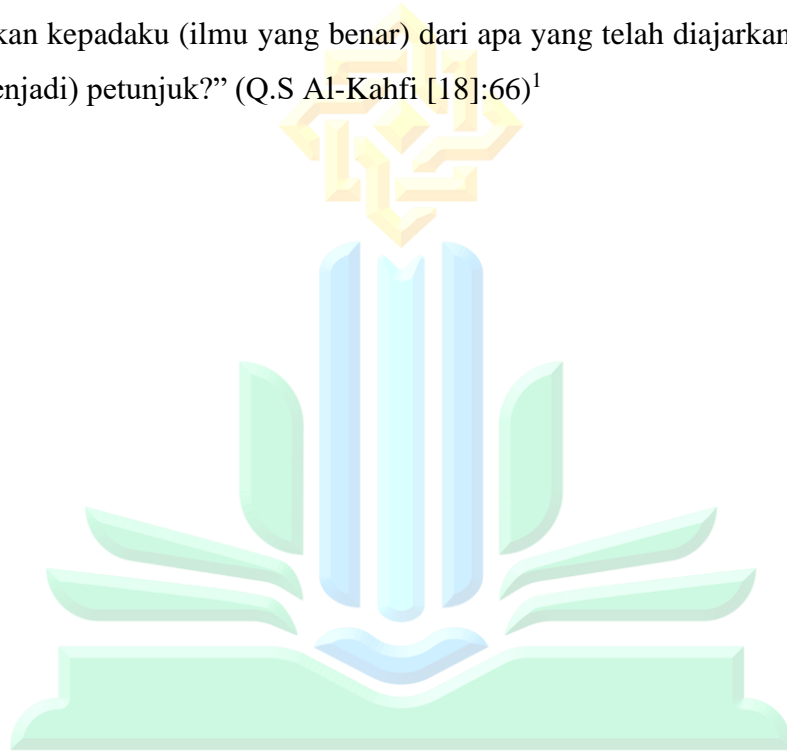 kan kepadaku (ilmu yang benar) dari apa yang telah diajarkan
enjadi) petunjuk?” (Q.S Al-Kahfi [18]:66)¹